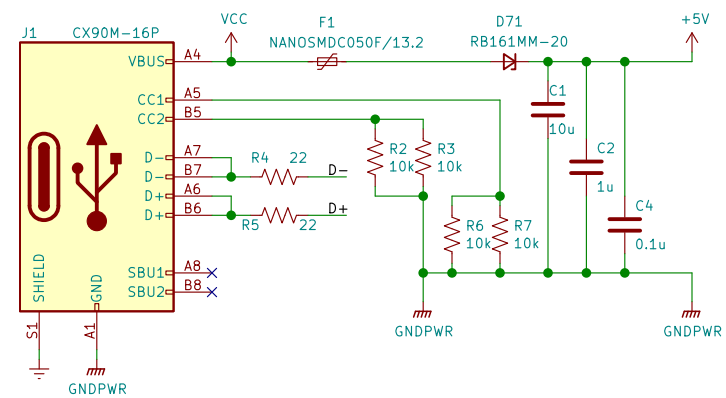 J1
CX90M-16P
VCC
F1
NANOSMDC050F/13.2
D71
RB161MM-20
+5V
VBUS
A4
CC1
A5
CC2
B5
D-
A7
D-
B7
D+
A6
D+
B6
SBU1
A8
SBU2
B8
SHIELD
GND
S1
A1
GNDPWR
R4
22
D-
R5
22
D+
R2
10k
R3
10k
R6
10k
R7
10k
C1
10u
C2
1u
C4
0.1u
GNDPWR
GNDPWR